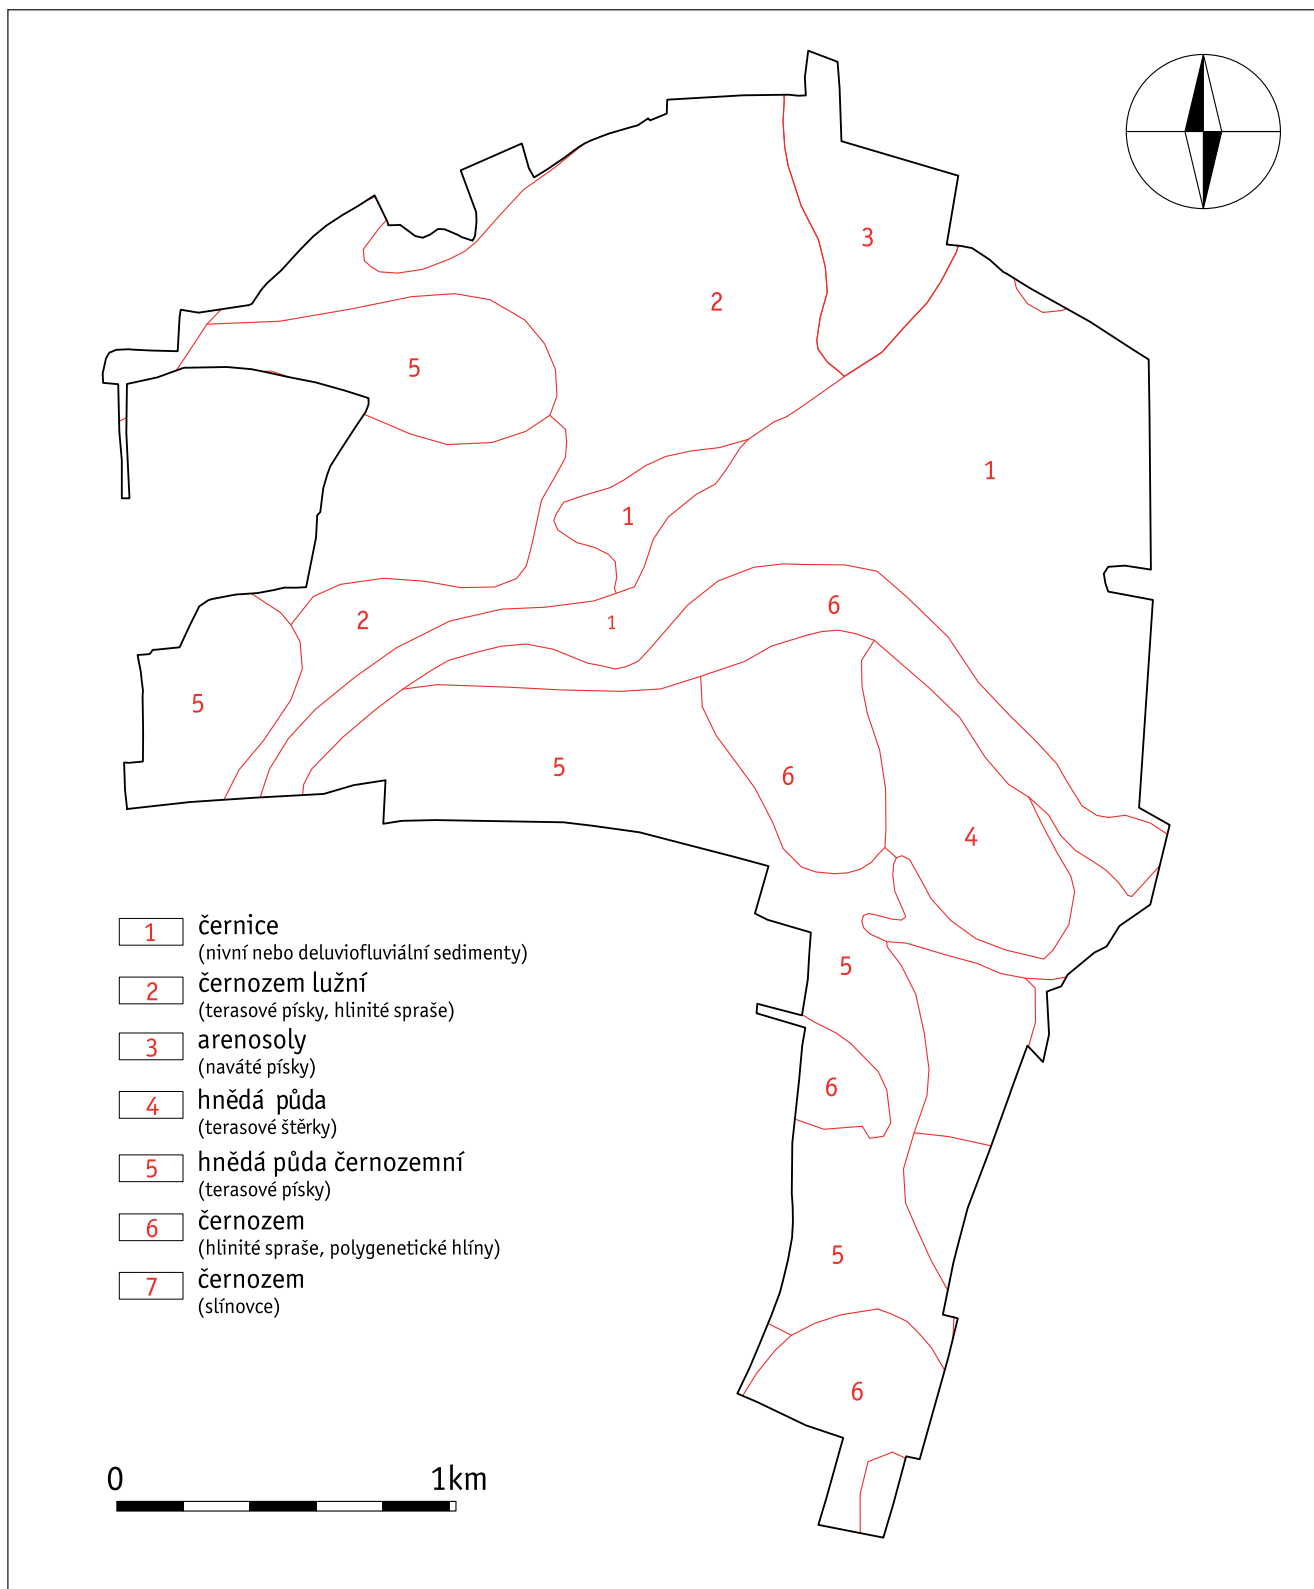 3
2
5
1
1
6
2
1
5
5
6
4
5
6
5
6
1 černice
(nivní nebo deluviofluviální sedimenty)
2 černozem lužní
(terasové písky, hlinité spraše)
3 arenosoly
(naváté písky)
4 hnědá půda
(terasové štěrky)
5 hnědá půda černozemní
(terasové písky)
6 černozem
(hlinité spraše, polygenetické hlíny)
7 černozem
(slínovce)
0 1km